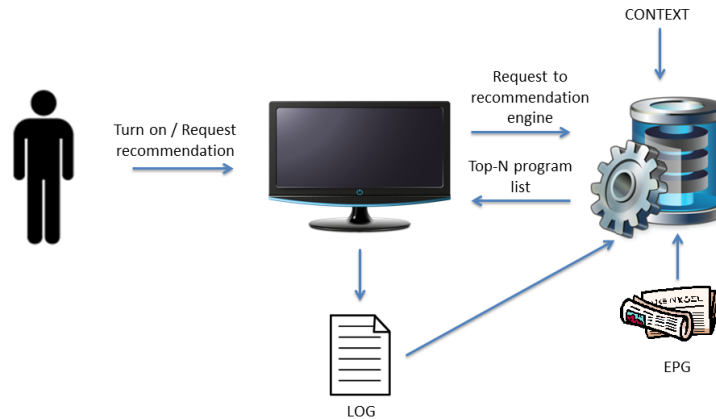 CONTEXT
Request to
recommendation
engine
Turn on / Request
recommendation
Top-N program
list
EPG
LOG